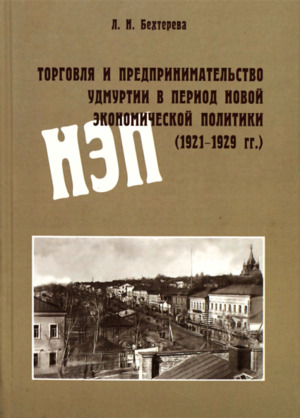 Л. Н. Бехтерева
ТОРГОВЛЯ И ПРЕДПРИНИМАТЕЛЬСТВО
УДМУРТИИ В ПЕРИОД НОВОЙ
ЭКОНОМИЧЕСКОЙ ПОЛИТИКИ
(1921–1929 гг.)
НЭП